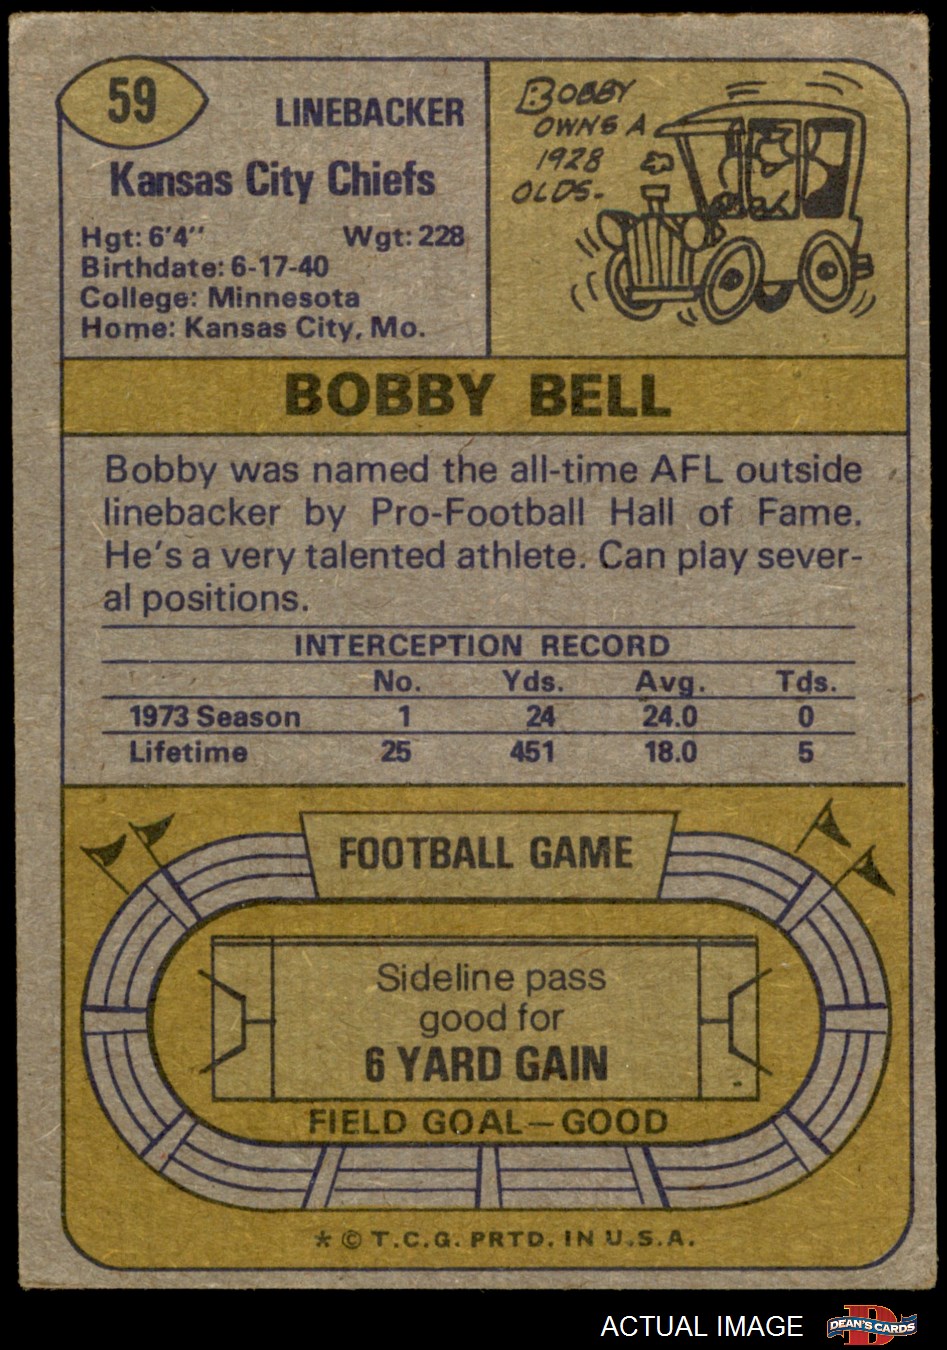 59
LINEBACKER
Kansas City Chiefs
Hgt: 6'4" Wgt: 228
Birthdate: 6-17-40
College: Minnesota
Home: Kansas City, Mo.
BOBBY
OWNS A
1928
OLDS-
BOBBY BELL
Bobby was named the all-time AFL outside
linebacker by Pro-Football Hall of Fame.
He's a very talented athlete. Can play sever-
al positions.
INTERCEPTION RECORD
No. Yds. Avg. Tds.
1973 Season 1 24 24.0 0
Lifetime 25 451 18.0 5
FOOTBALL GAME
Sideline pass
good for
6 YARD GAIN
FIELD GOAL—GOOD
* © T.C.G. PRTD. IN U.S.A.
ACTUAL IMAGE
D
DEAN'S CARDS